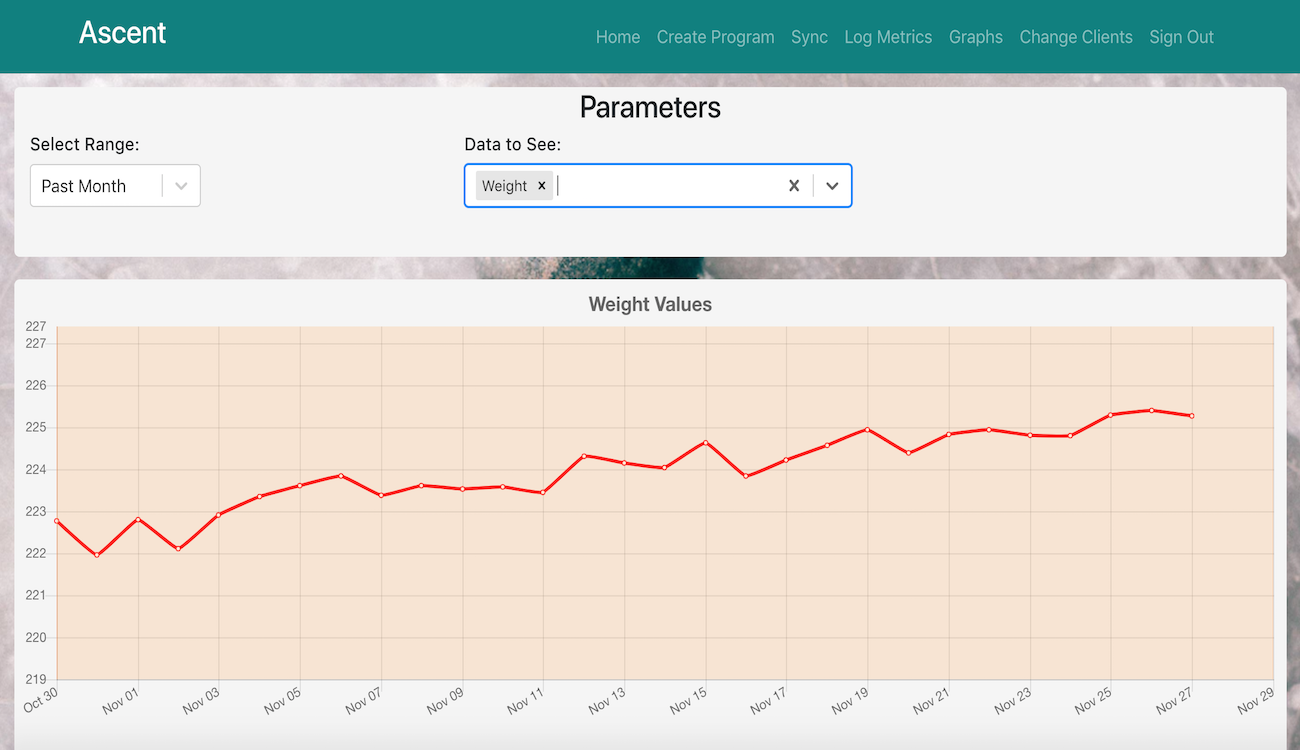 Ascent
Home Create Program Sync Log Metrics Graphs Change Clients Sign Out
Parameters
Select Range:
Data to See:
Past Month
Weight x
x
Weight Values
227
227
226
225
224
223
222
221
220
219
Oct 30 Nov 01 Nov 03 Nov 05 Nov 07 Nov 09 Nov 11 Nov 13 Nov 15 Nov 17 Nov 19 Nov 21 Nov 23 Nov 25 Nov 27 Nov 29